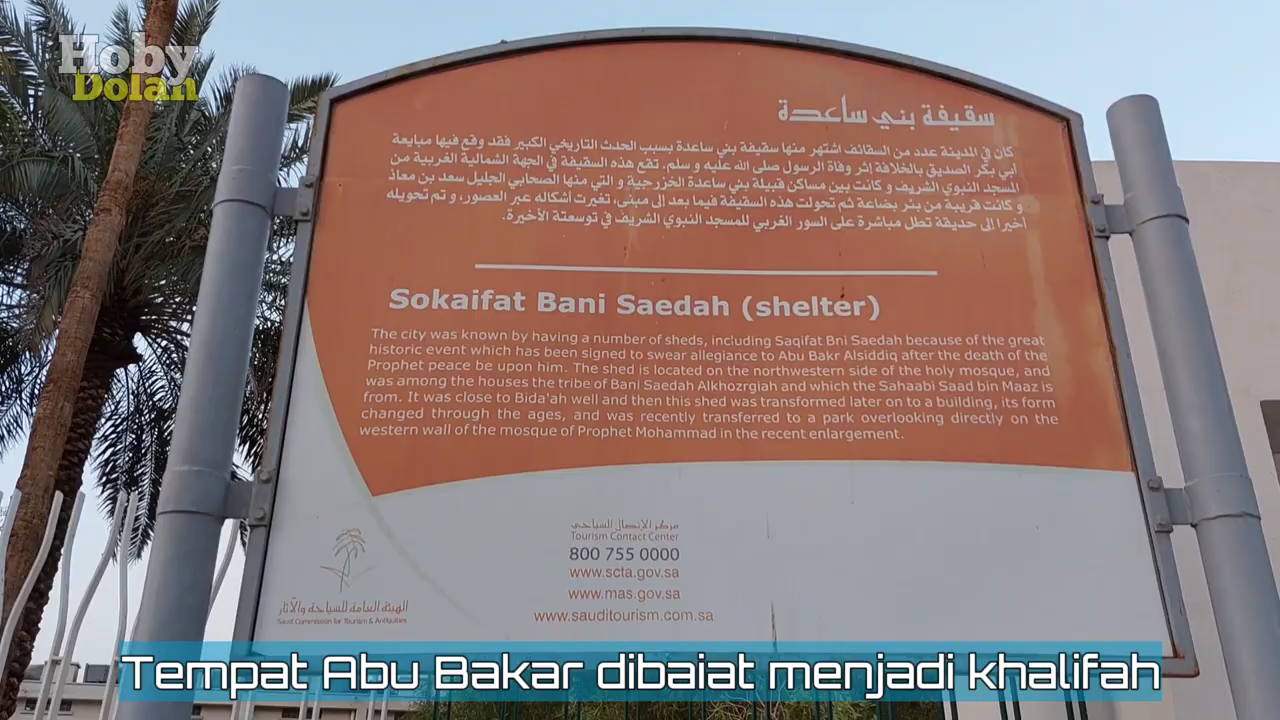 Hoby
Dolan
سقيفة بني ساعدة
كان في المدينة عدد من السقائف اشتهر منها سقيفة بني ساعدة بسبب الحدث التاريخي الكبير فقد وقع فيها مبايعة
أبي بكر الصديق بالخلافة إثر وفاة الرسول صلى الله عليه و سلم. تقع هذه السقيفة في الجهة الشمالية الغربية من
المسجد النبوي الشريف و كانت بين مساكن قبيلة بني ساعدة الخزرجية و التي منها الصحابي الجليل سعد بن معاذ
و كانت قريبة من بئر بضاعة ثم تحولت هذه السقيفة فيما بعد إلى مبنى، تغيرت أشكاله عبر العصور، و تم تحويله
أخيرا إلى حديقة تطل مباشرة على السور الغربي للمسجد النبوي الشريف في توسعتة الأخيرة.
Sokaifat Bani Saedah (shelter)
The city was known by having a number of sheds, including Saqifat Bni Saedah because of the great
historic event which has been signed to swear allegiance to Abu Bakr Alsiddiq after the death of the
Prophet peace be upon him. The shed is located on the northwestern side of the holy mosque, and
was among the houses the tribe of Bani Saedah Alkhozrgiah and which the Sahaabi Saad bin Maaz is
from. It was close to Bida'ah well and then this shed was transformed later on to a building, its form
changed through the ages, and was recently transferred to a park overlooking directly on the
western wall of the mosque of Prophet Mohammad in the recent enlargement.
مركز الإتصال السياحي
Tourism Contact Center
800 755 0000
www.scta.gov.sa
www.mas.gov.sa
www.sauditourism.com.sa
الهيئة العامة للسياحة والآثار
Saudi Commission for Tourism & Antiquities
Tempat Abu Bakar dibaiat menjadi khalifah